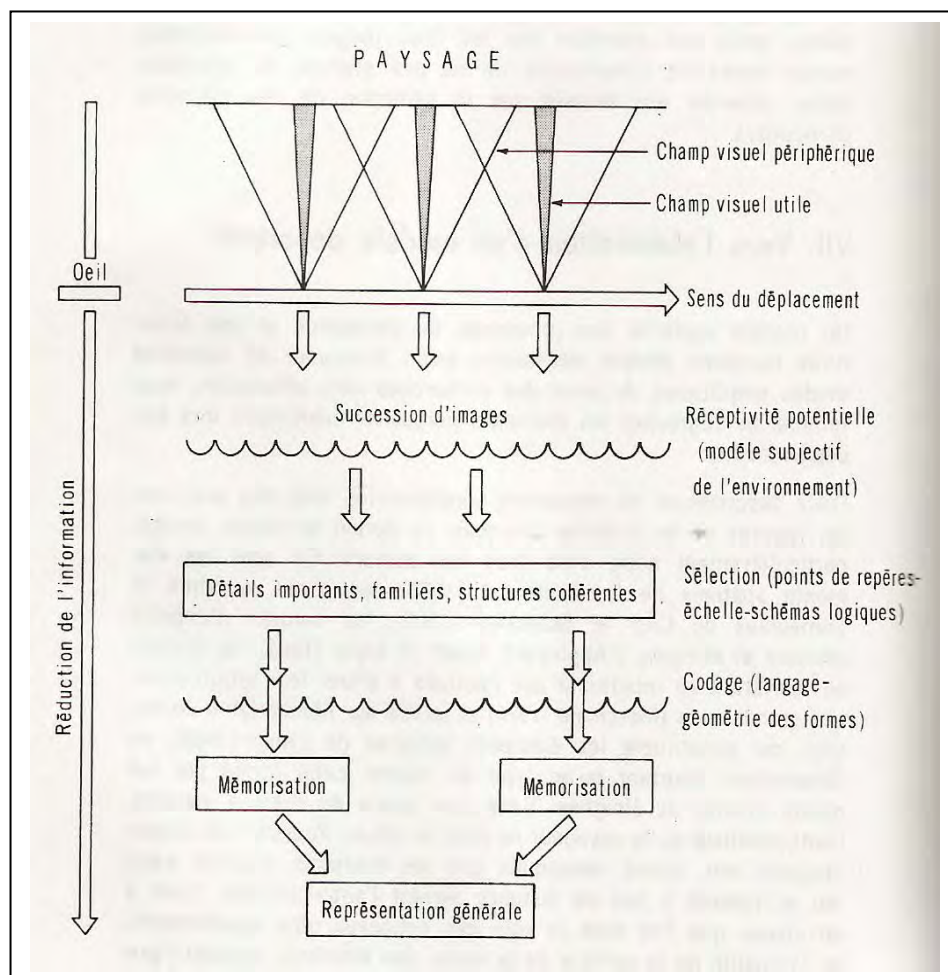 PAYSAGE
Champ visuel périphérique
Champ visuel utile
Oeil
Sens du déplacement
Succession d'images
Réceptivité potentielle
(modèle subjectif
de l'environnement)
Réduction de l'information
Détails importants, familiers, structures cohérentes
Sélection (points de repères-
échelle-schémas logiques)
Codage (langage-
géométrie des formes)
Mémorisation
Mémorisation
Représentation générale